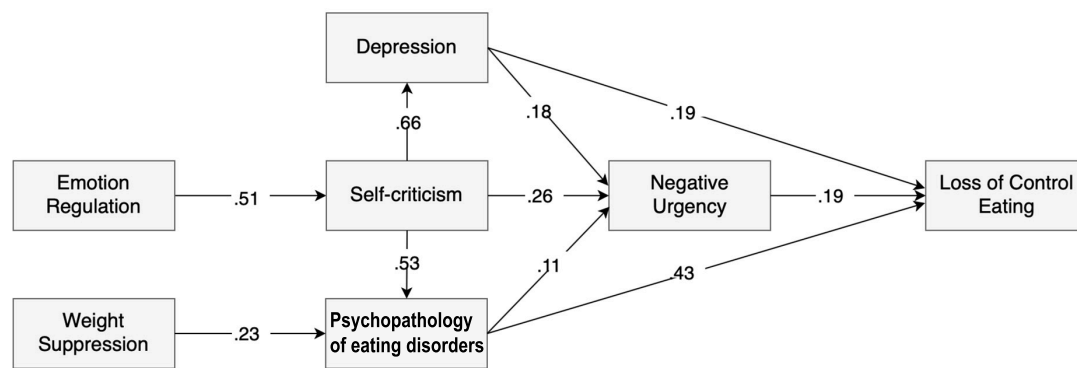 Depression
.18
.19
.66
Emotion
Regulation
.51
Self-criticism
.26
Negative
Urgency
.19
Loss of Control
Eating
.53
.11
.43
Weight
Suppression
.23
Psychopathology
of eating disorders